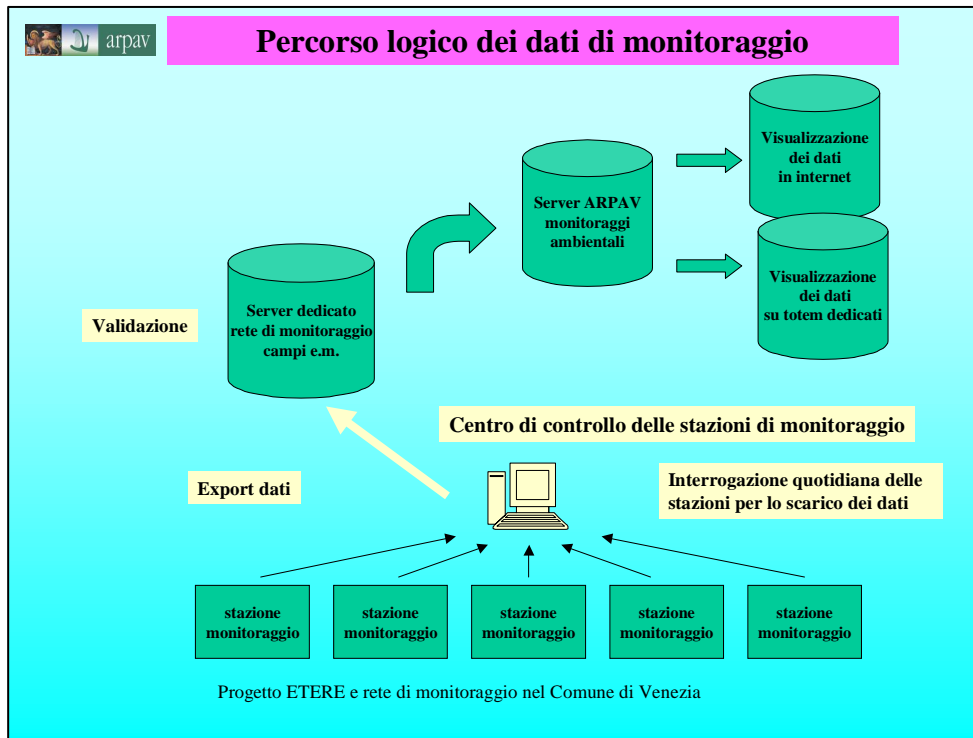 arpav
Percorso logico dei dati di monitoraggio
Visualizzazione
dei dati
in internet
Server ARPAV
monitoraggi
ambientali
Visualizzazione
dei dati
su totem dedicati
Server dedicato
rete di monitoraggio
campi e.m.
Validazione
Centro di controllo delle stazioni di monitoraggio
Export dati
Interrogazione quotidiana delle
stazioni per lo scarico dei dati
stazione
monitoraggio
stazione
monitoraggio
stazione
monitoraggio
stazione
monitoraggio
stazione
monitoraggio
Progetto ETERE e rete di monitoraggio nel Comune di Venezia